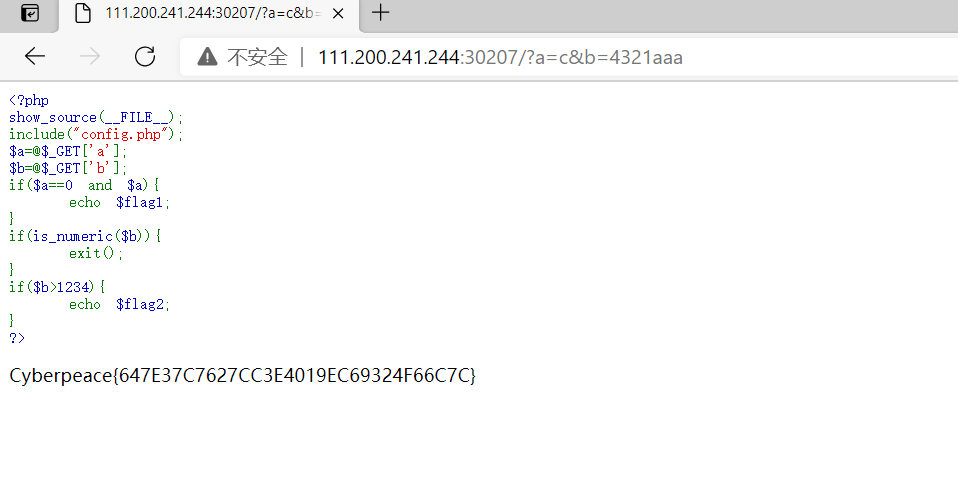 111.200.241.244:30207/?a=c&b=
不安全 | 111.200.241.244:30207/?a=c&b=4321aaa
<?php
show_source(__FILE__);
include("config.php");
$a=@$_GET['a'];
$b=@$_GET['b'];
if($a==0 and $a){
echo $flag1;
}
if(is_numeric($b)){
exit();
}
if($b>1234){
echo $flag2;
}
?>
Cyberpeace{647E37C7627CC3E4019EC69324F66C7C}